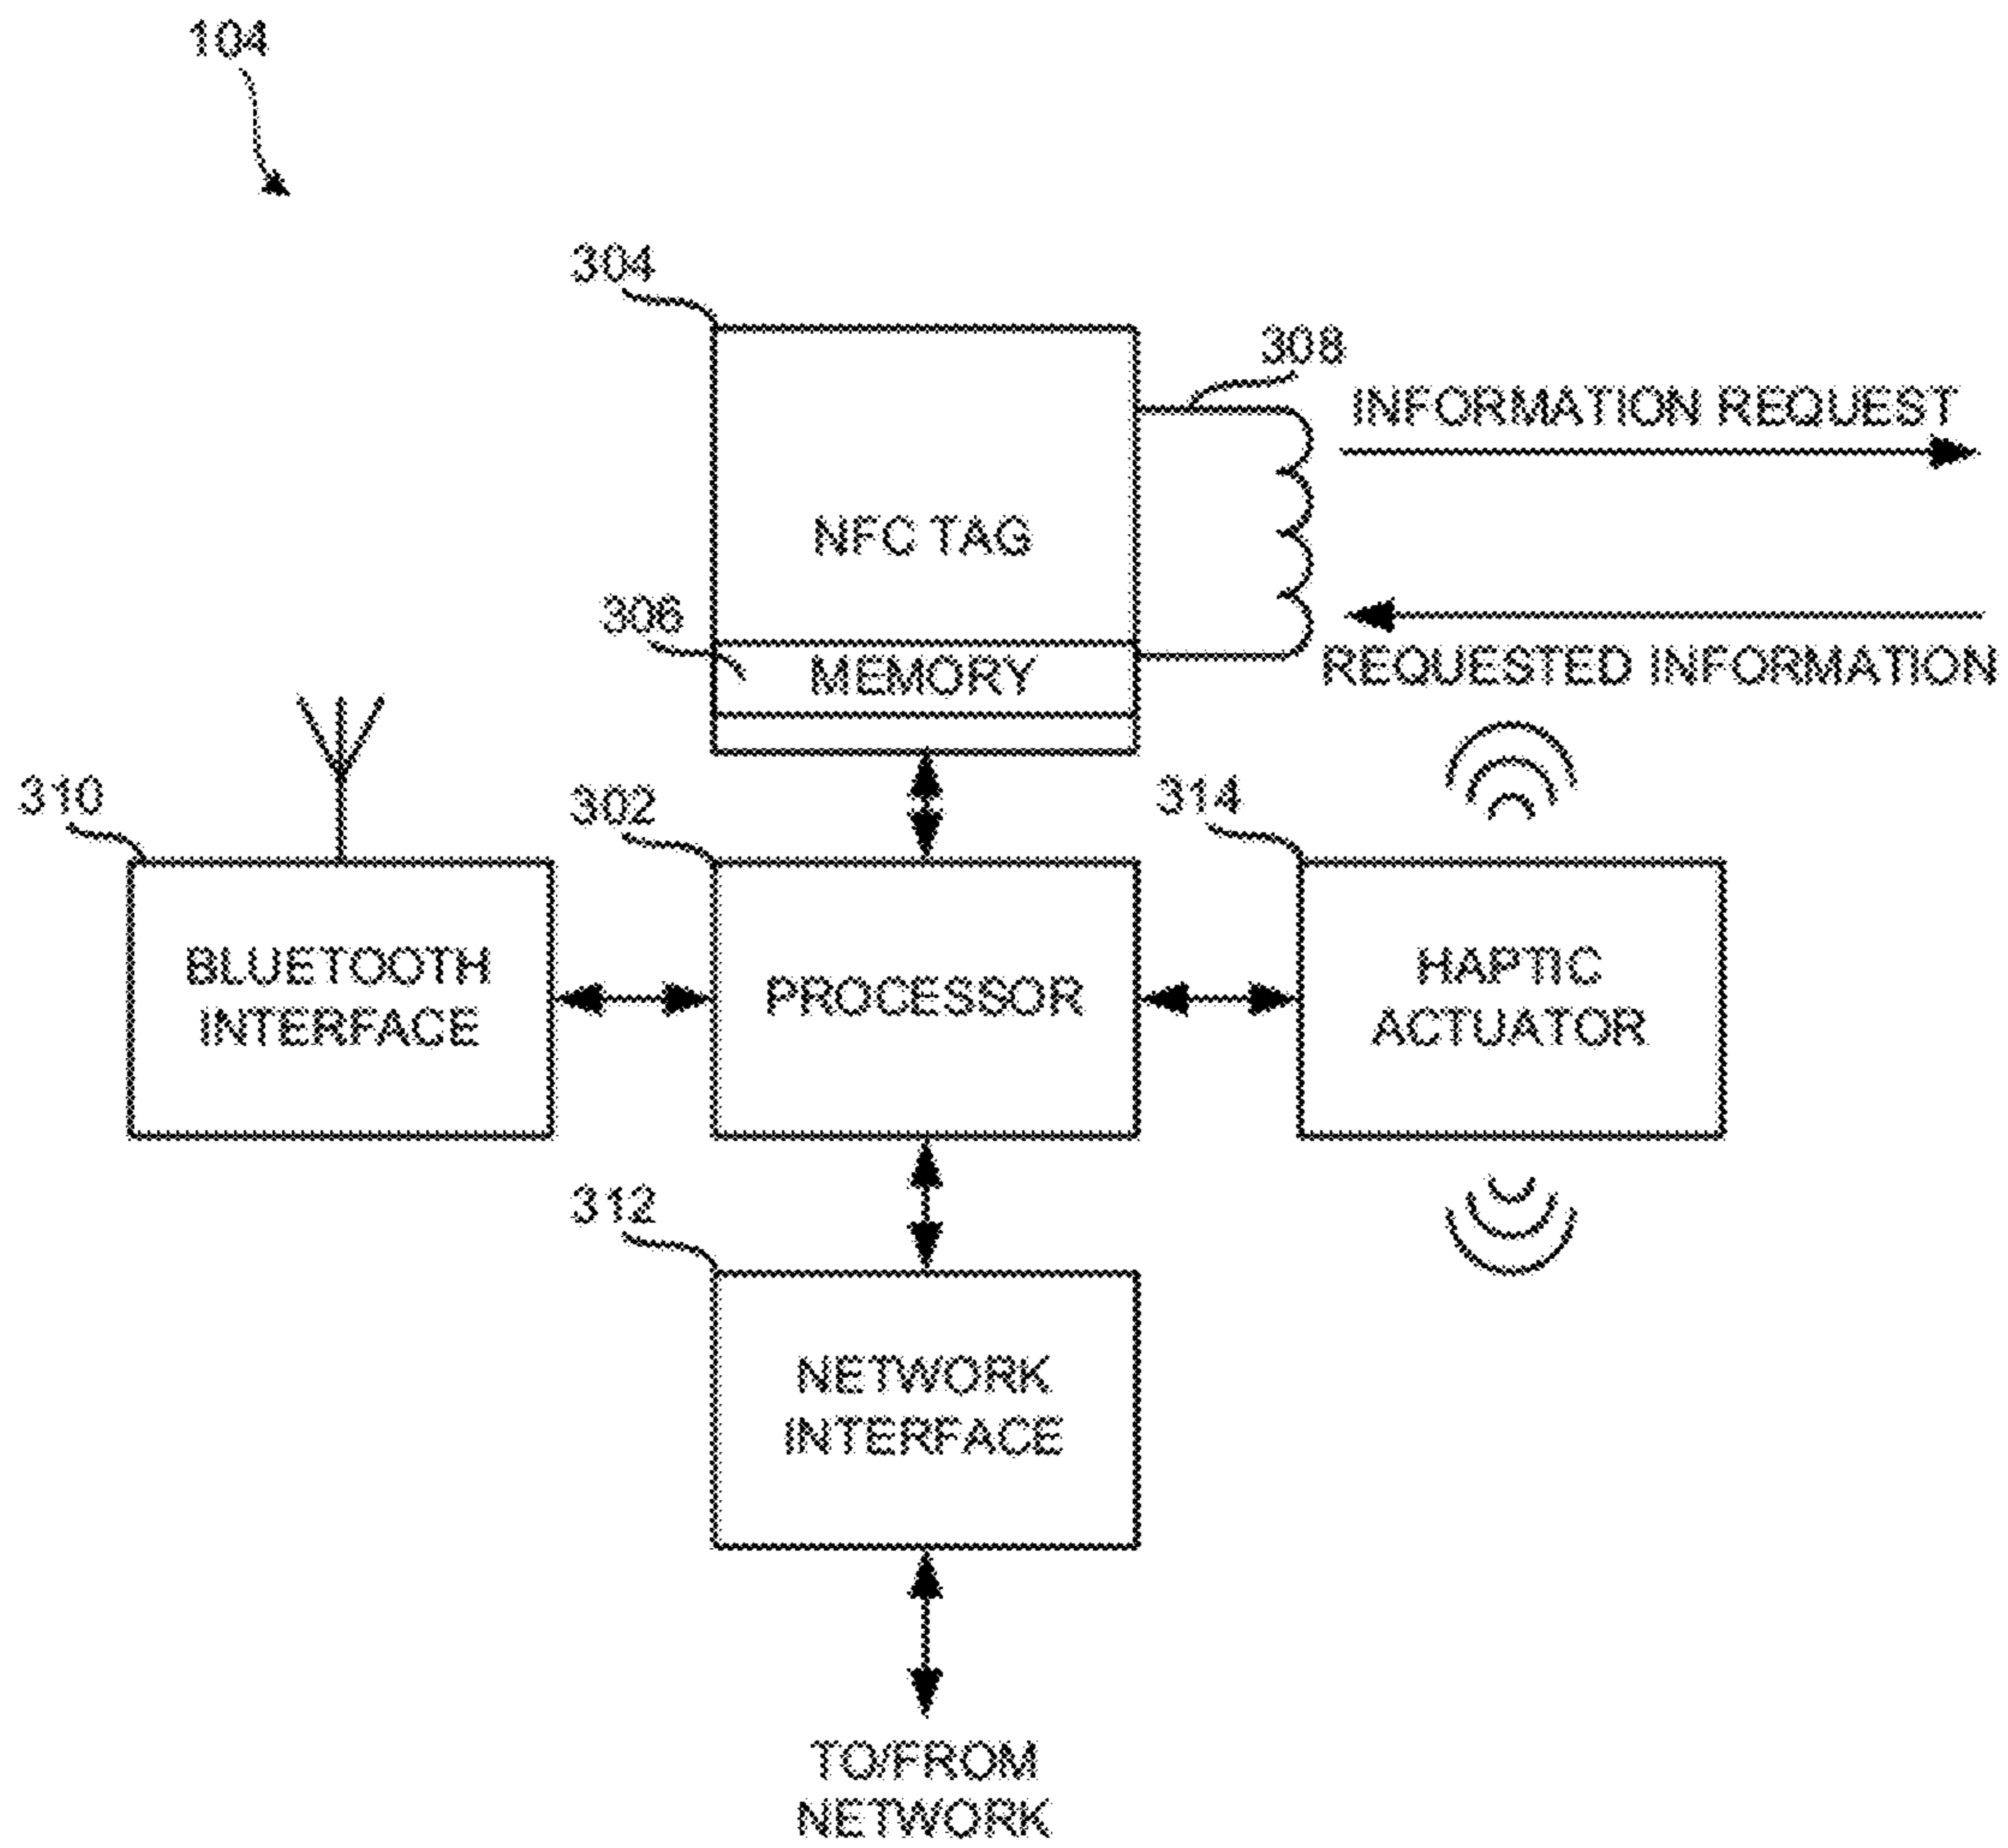 104
304
308
INFORMATION REQUEST
NFC TAG
306
MEMORY
REQUESTED INFORMATION
310
302
314
BLUETOOTH
INTERFACE
PROCESSOR
HAPTIC
ACTUATOR
312
NETWORK
INTERFACE
TO/FROM
NETWORK